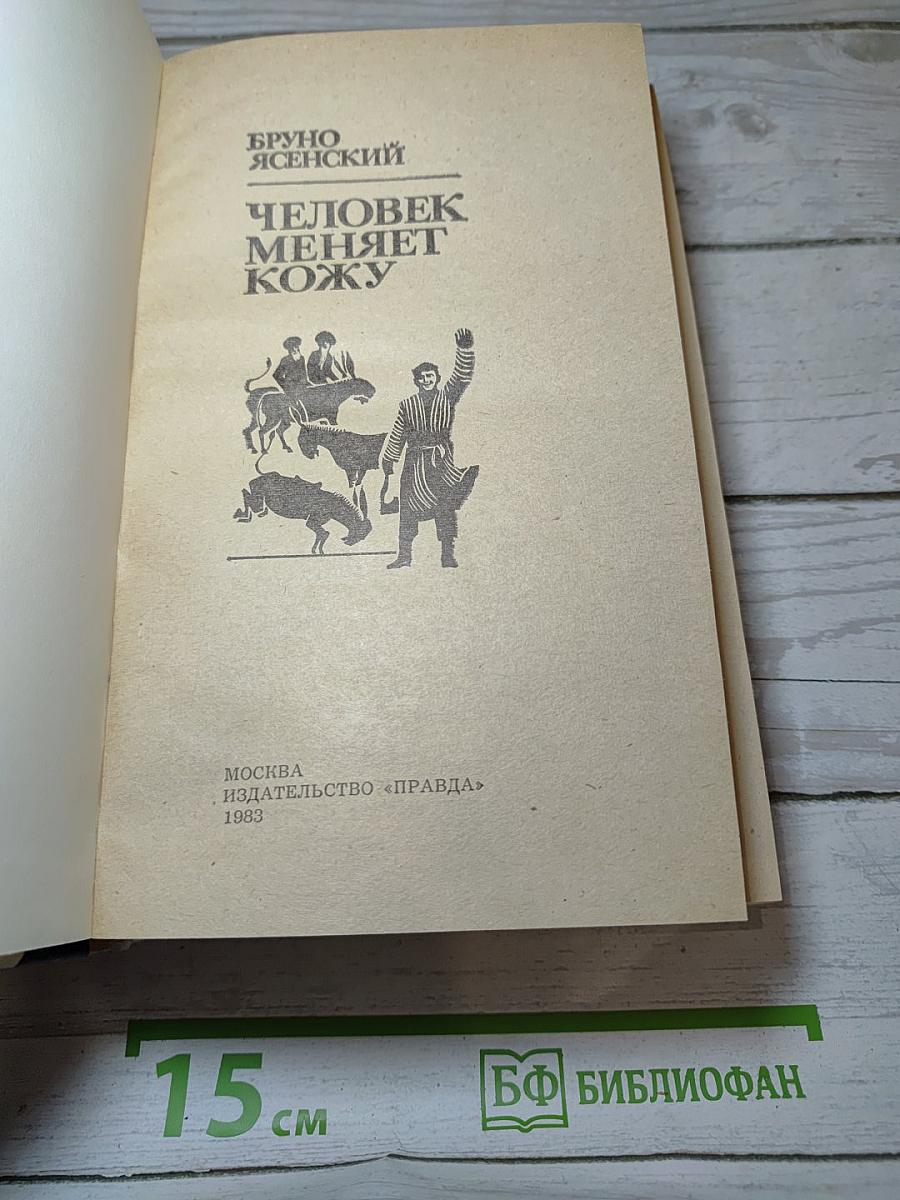 БРУНО
ЯСЕНСКИЙ
ЧЕЛОВЕК
МЕНЯЕТ
КОЖУ
МОСКВА
ИЗДАТЕЛЬСТВО «ПРАВДА»
1983
15 см
БФ БИБЛИОФАН